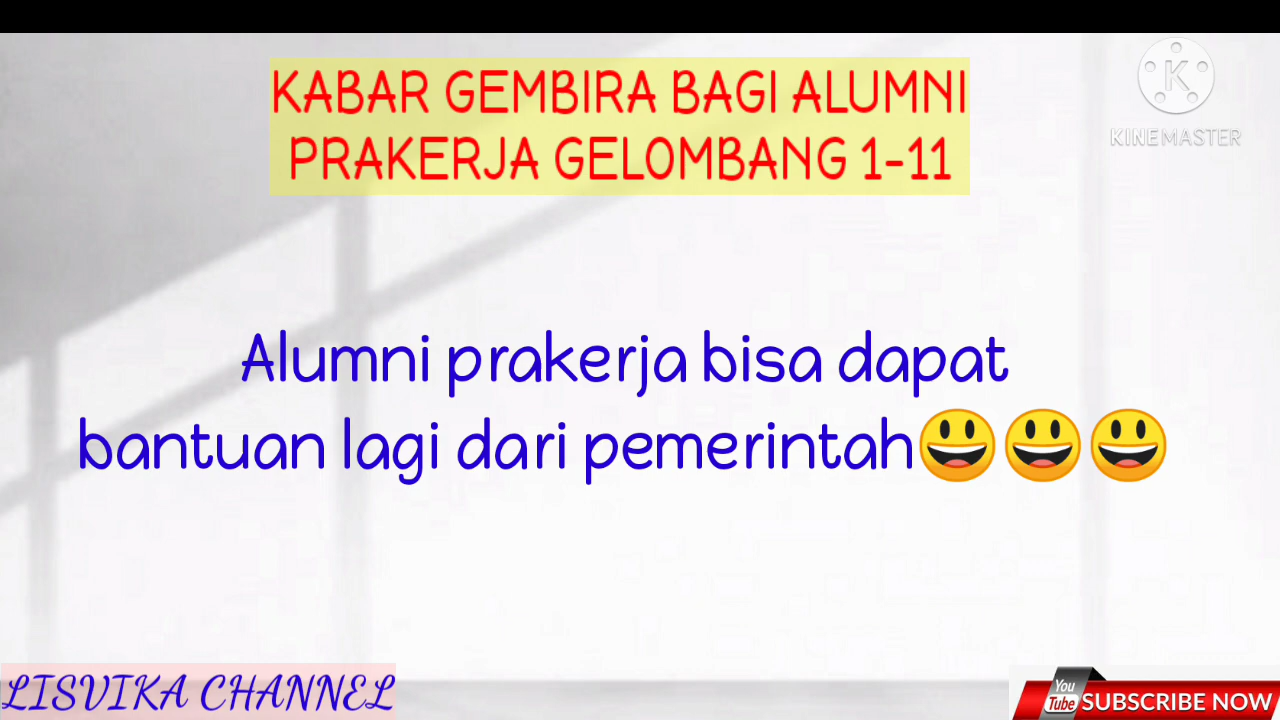 KABAR GEMBIRA BAGI ALUMNI
PRAKERJA GELOMBANG 1-11
K
KINEMASTER
Alumni prakerja bisa dapat
bantuan lagi dari pemerintah😃😃😃
LISVIKA CHANNEL
You
Tube
SUBSCRIBE NOW